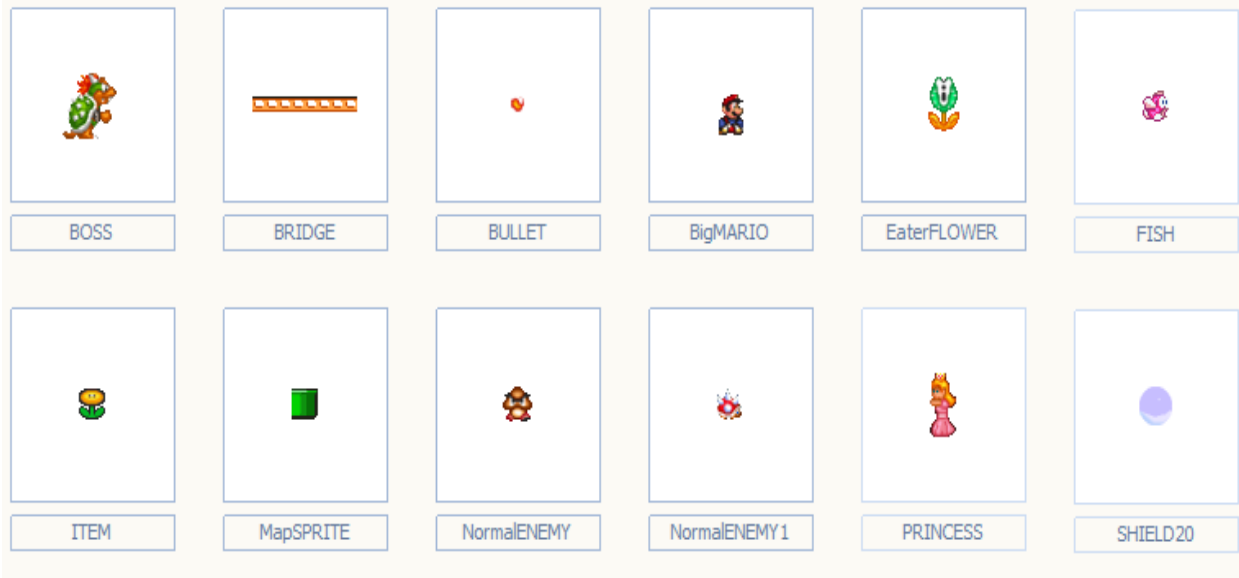 BOSS
BRIDGE
BULLET
BigMARIO
EaterFLOWER
FISH
ITEM
MapSPRITE
NormalENEMY
NormalENEMY1
PRINCESS
SHIELD20